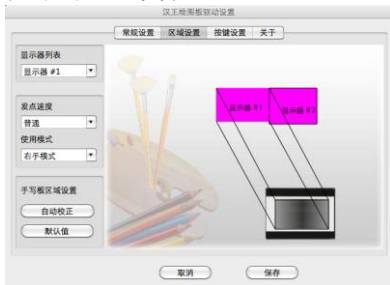 汉王绘图板驱动设置
常规设置 区域设置 按键设置 关于
显示器列表
显示器 #1
发点速度
普通
使用模式
右手模式
手写板区域设置
自动校正
默认值
显示器 #1
显示器 #2
取消
保存